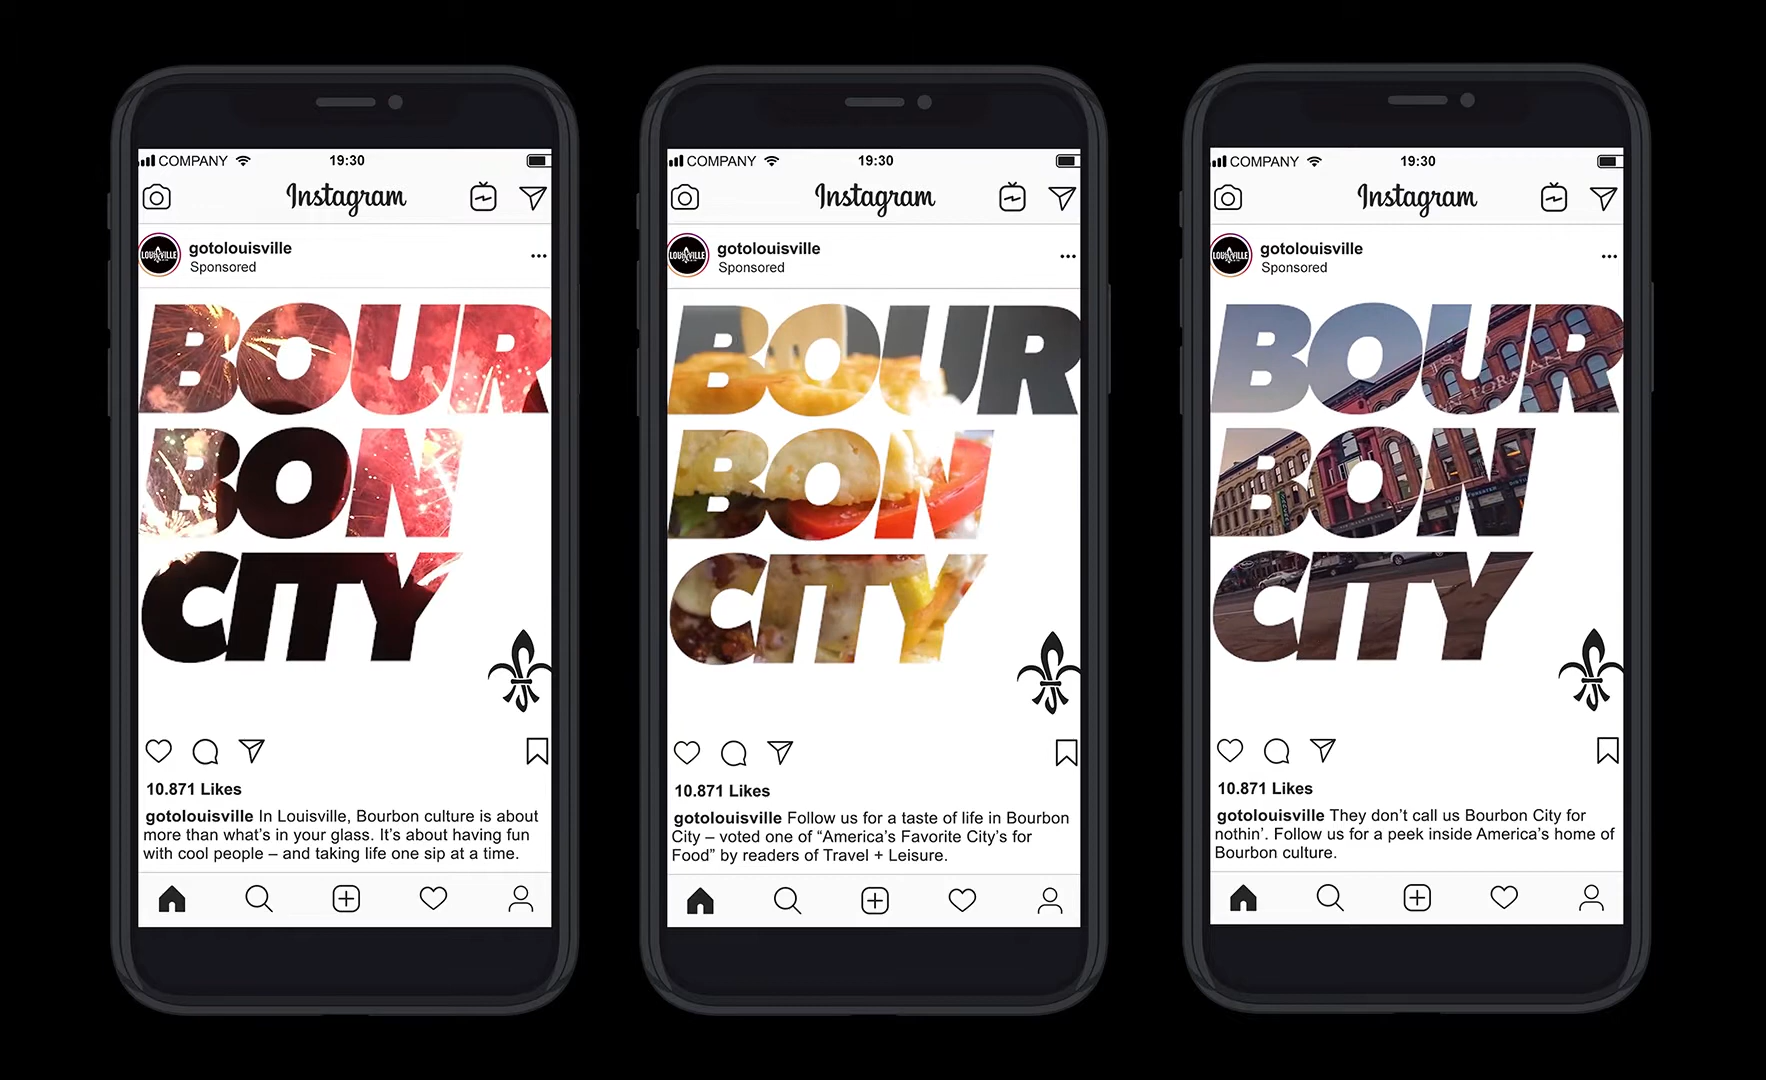 COMPANY 19:30
Instagram
LOUISVILLE
gotolouisville
Sponsored
BOUR
BON
CITY
10.871 Likes
gotolouisville In Louisville, Bourbon culture is about
more than what's in your glass. It's about having fun
with cool people – and taking life one sip at a time.
COMPANY 19:30
Instagram
LOUISVILLE
gotolouisville
Sponsored
BOUR
BON
CITY
10.871 Likes
gotolouisville Follow us for a taste of life in Bourbon
City – voted one of “America’s Favorite City’s for
Food” by readers of Travel + Leisure.
COMPANY 19:30
Instagram
LOUISVILLE
gotolouisville
Sponsored
BOUR
BON
CITY
10.871 Likes
gotolouisville They don’t call us Bourbon City for
nothin’. Follow us for a peek inside America’s home of
Bourbon culture.